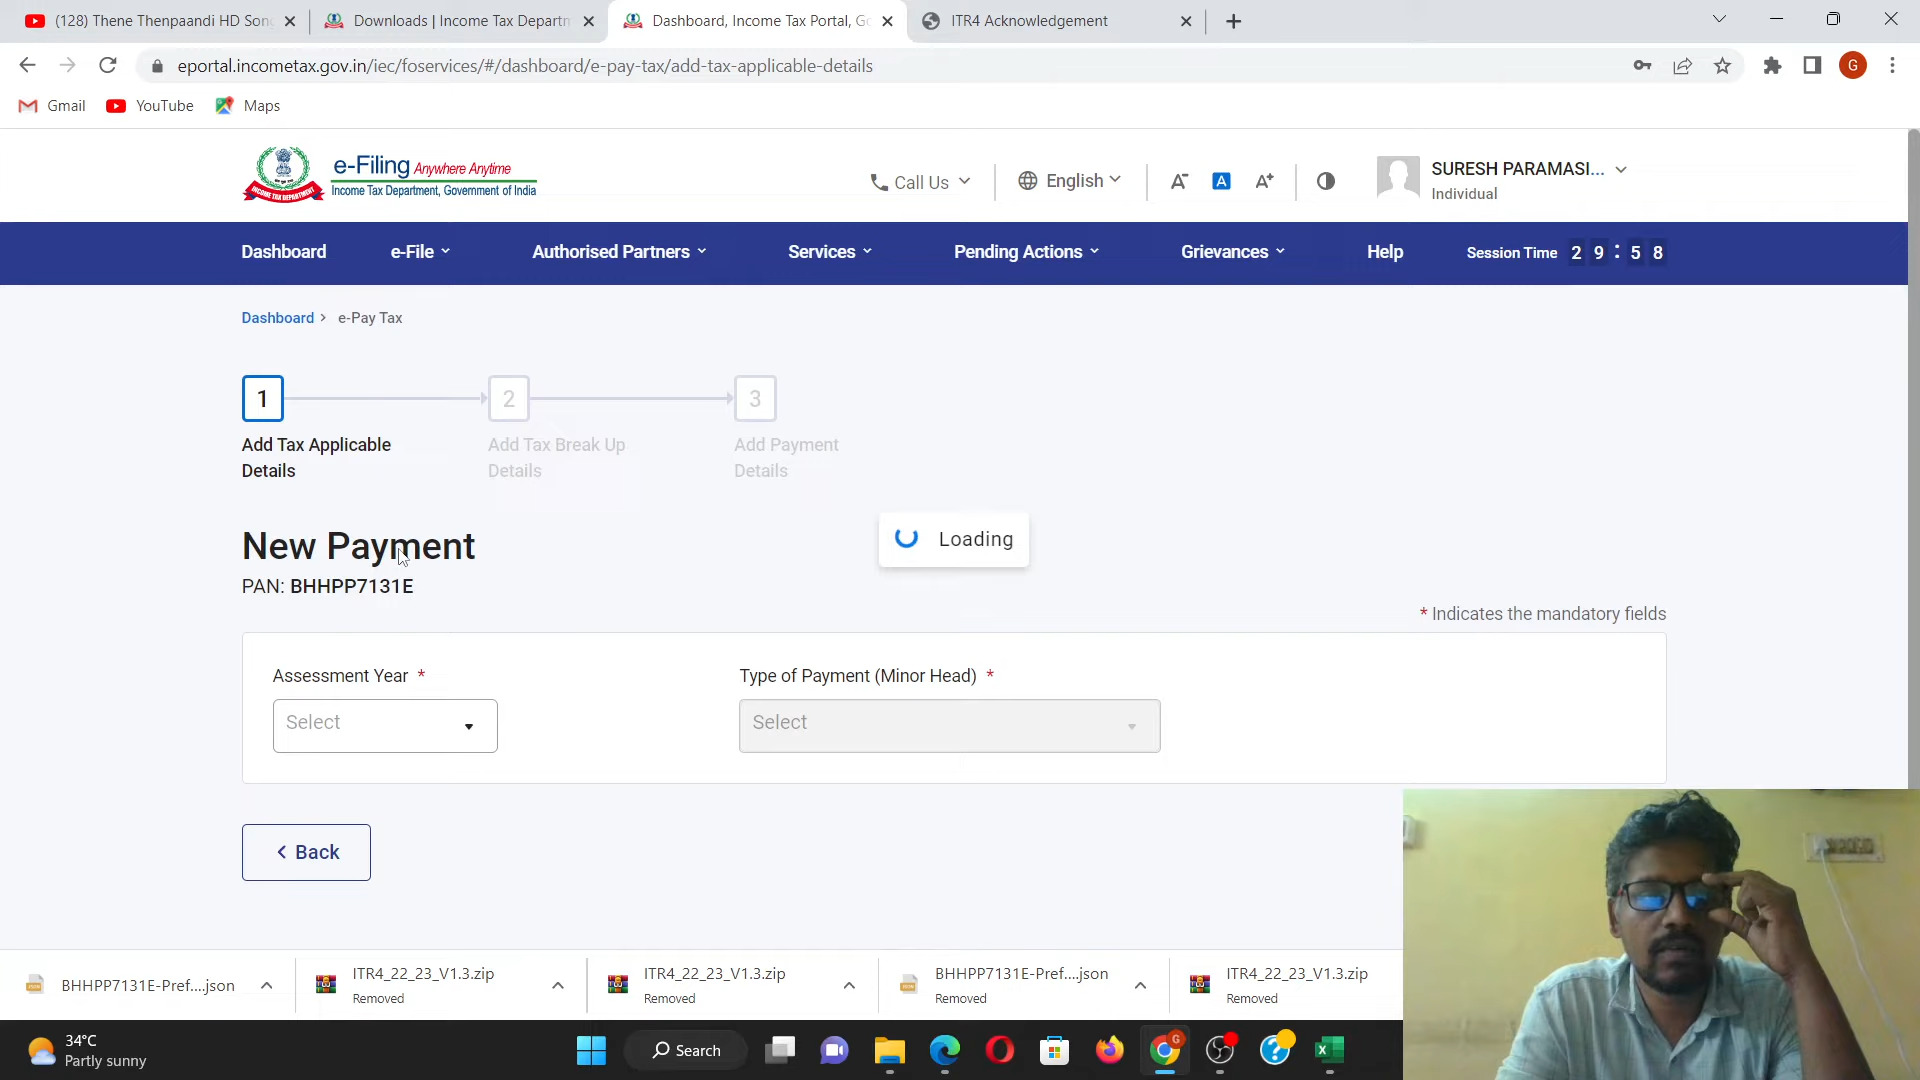 (128) Thene Thenpaandi HD Son
Downloads | Income Tax Departm
Dashboard, Income Tax Portal, Go
ITR4 Acknowledgement
eportal.incometax.gov.in/iec/foservices/#/dashboard/e-pay-tax/add-tax-applicable-details
G
Gmail
YouTube
Maps
e-Filing Anywhere Anytime
Income Tax Department, Government of India
INCOME TAX DEPARTMENT
Call Us
English
A-
A
A+
SURESH PARAMASI...
Individual
Dashboard
e-File
Authorised Partners
Services
Pending Actions
Grievances
Help
Session Time 2 9 : 5 8
Dashboard > e-Pay Tax
1
2
3
Add Tax Applicable
Details
Add Tax Break Up
Details
Add Payment
Details
New Payment
Loading
PAN: BHHPP7131E
* Indicates the mandatory fields
Assessment Year *
Type of Payment (Minor Head) *
Select
Select
< Back
BHHPP7131E-Pref....json
ITR4_22_23_V1.3.zip
Removed
ITR4_22_23_V1.3.zip
Removed
BHHPP7131E-Pref....json
Removed
ITR4_22_23_V1.3.zip
Removed
34°C
Partly sunny
Search
G